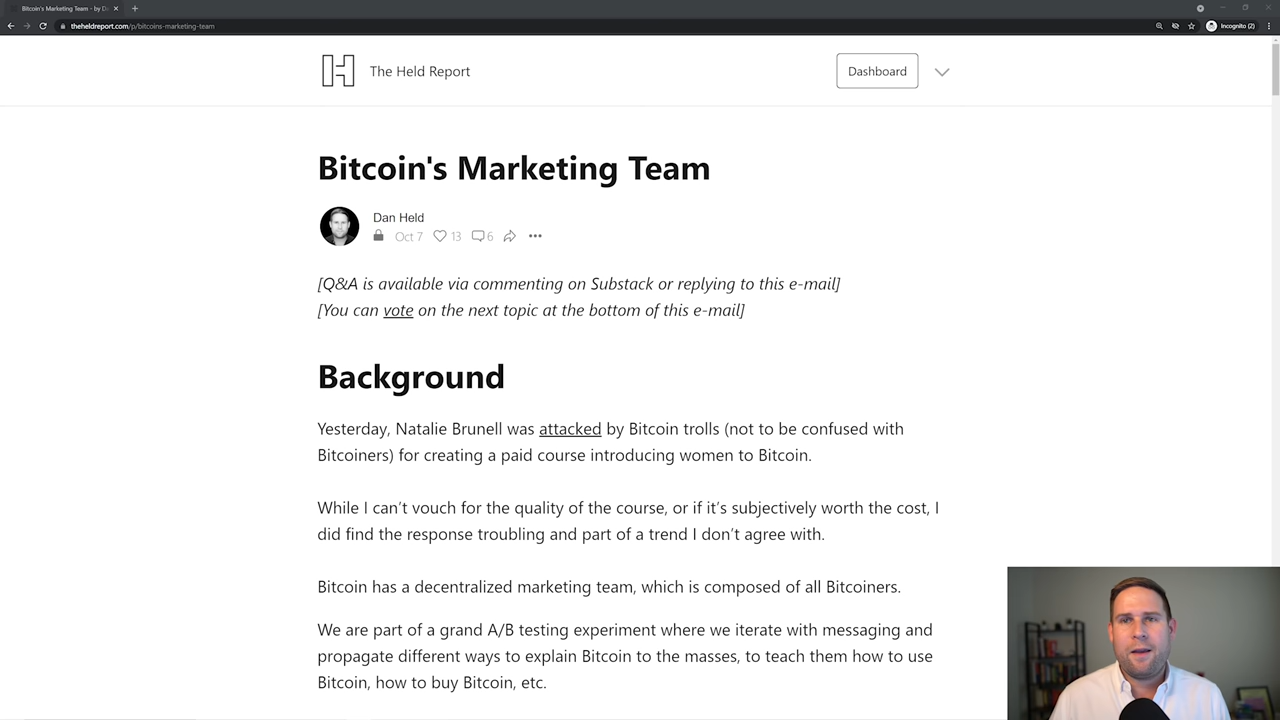 Bitcoin's Marketing Team - by D
theheldreport.com/p/bitcoins-marketing-team
Incognito (2)
The Held Report
Dashboard
Bitcoin's Marketing Team
Dan Held
Oct 7
13
6
[Q&A is available via commenting on Substack or replying to this e-mail]
[You can vote on the next topic at the bottom of this e-mail]
Background
Yesterday, Natalie Brunell was attacked by Bitcoin trolls (not to be confused with
Bitcoiners) for creating a paid course introducing women to Bitcoin.
While I can’t vouch for the quality of the course, or if it’s subjectively worth the cost, I
did find the response troubling and part of a trend I don’t agree with.
Bitcoin has a decentralized marketing team, which is composed of all Bitcoiners.
We are part of a grand A/B testing experiment where we iterate with messaging and
propagate different ways to explain Bitcoin to the masses, to teach them how to use
Bitcoin, how to buy Bitcoin, etc.